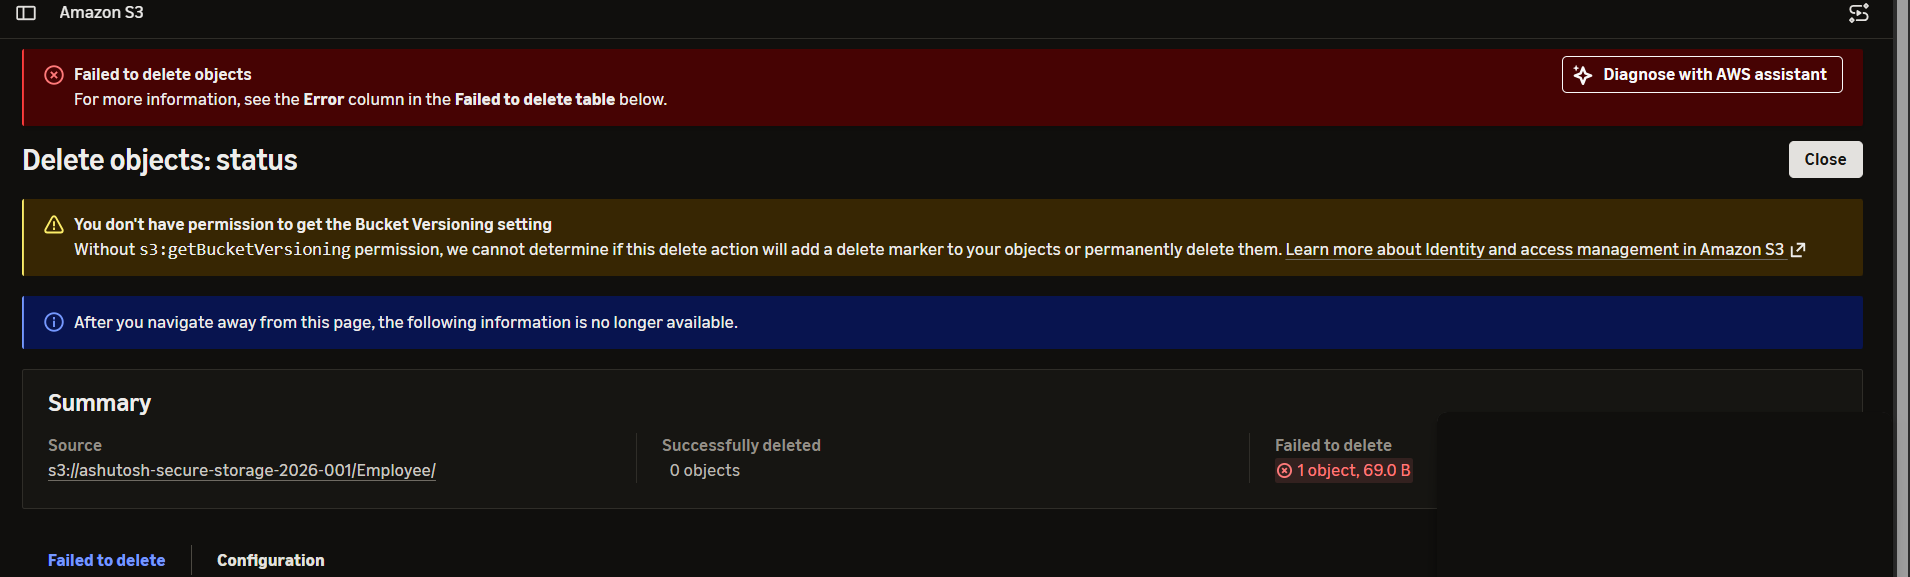 Amazon S3
Failed to delete objects
For more information, see the Error column in the Failed to delete table below.
Diagnose with AWS assistant
Delete objects: status
Close
You don't have permission to get the Bucket Versioning setting
Without s3:getBucketVersioning permission, we cannot determine if this delete action will add a delete marker to your objects or permanently delete them. Learn more about Identity and access management in Amazon S3
After you navigate away from this page, the following information is no longer available.
Summary
Source
s3://ashutosh-secure-storage-2026-001/Employee/
Successfully deleted
0 objects
Failed to delete
1 object, 69.0 B
Failed to delete
Configuration